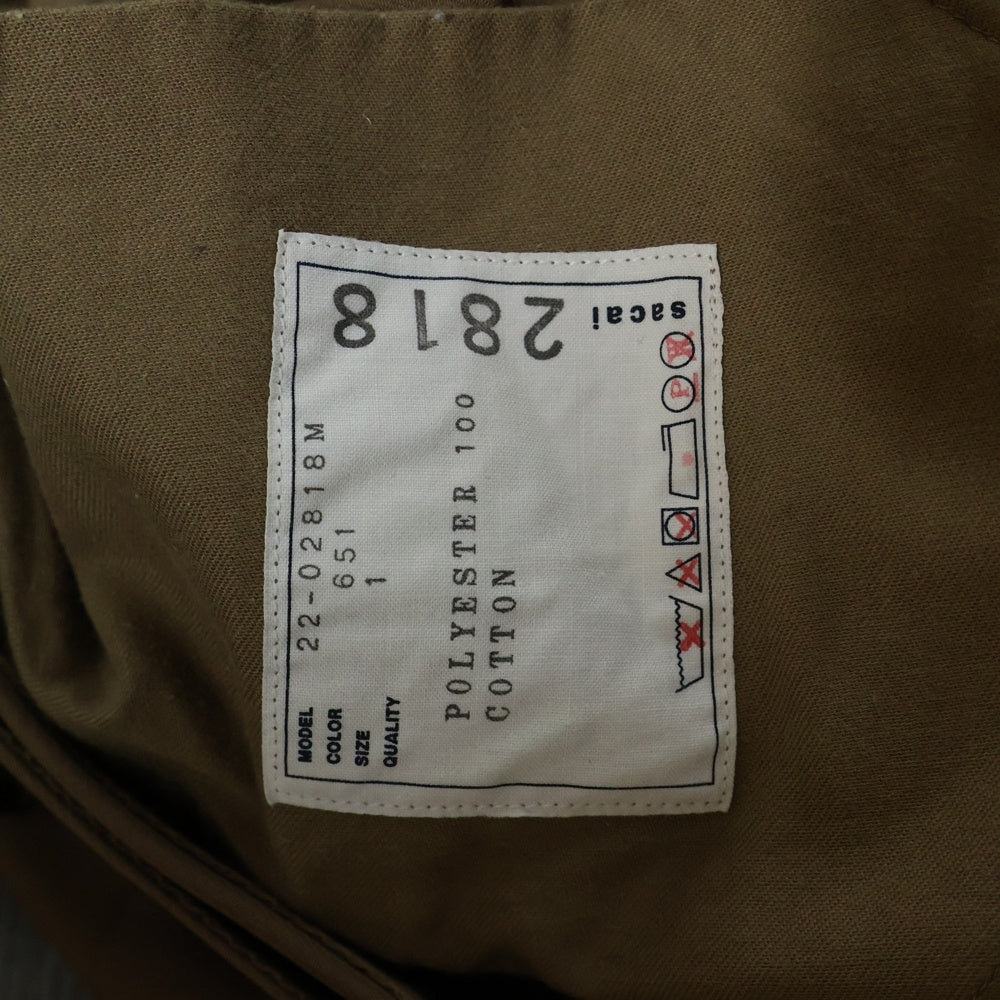 MODEL 22-02818M
COLOR 651
SIZE 1
QUALITY
POLYESTER 100
COTTON
2818
sacai
P
W